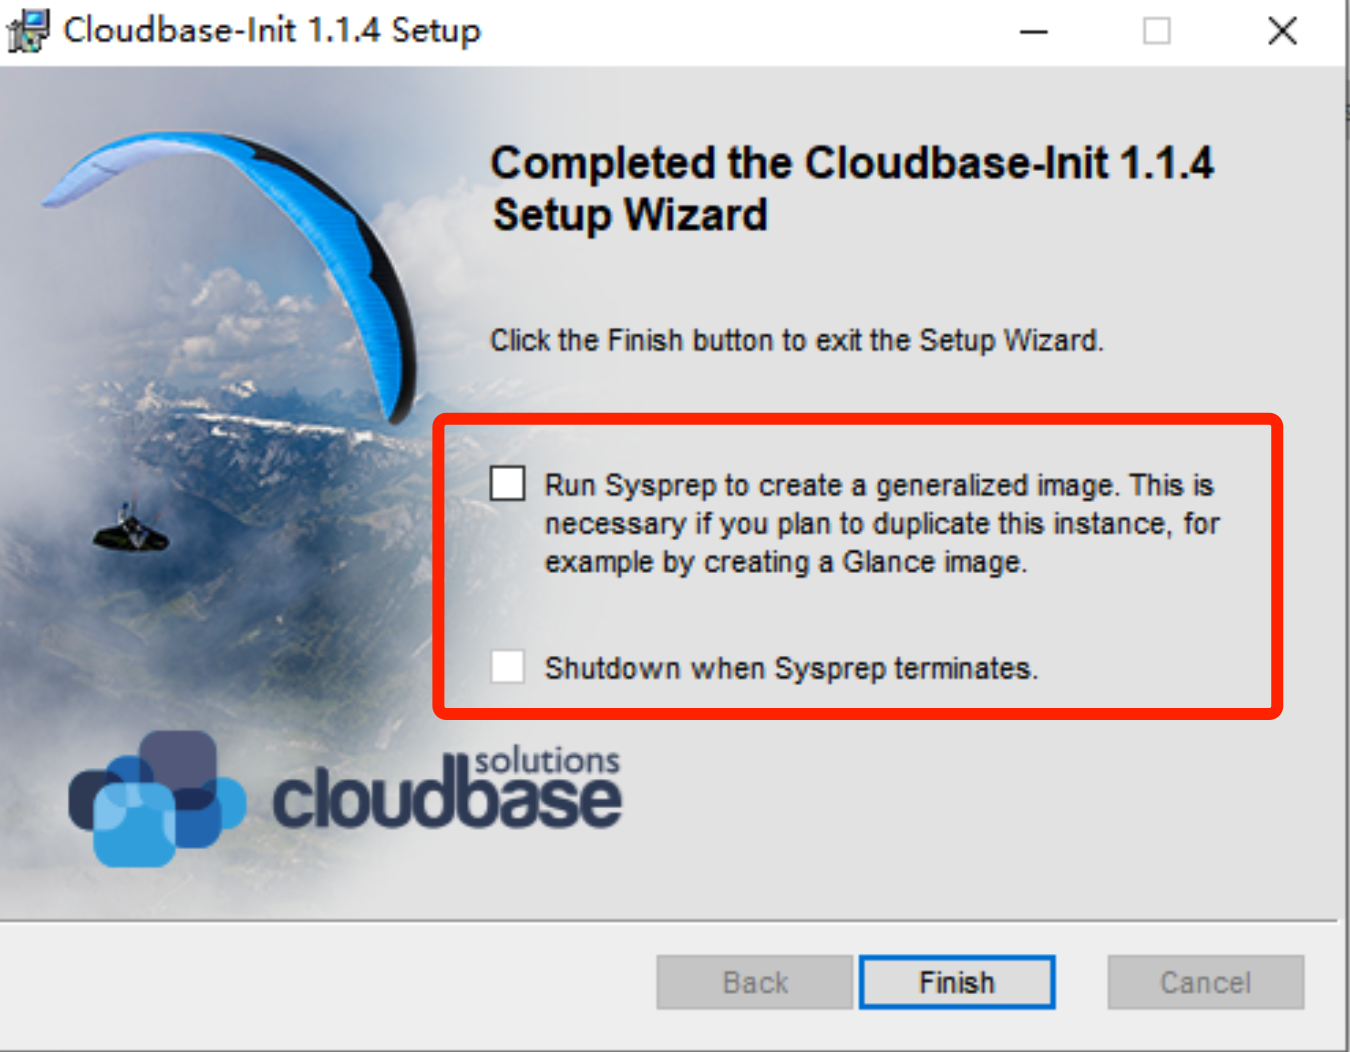 Cloudbase-Init 1.1.4 Setup
Completed the Cloudbase-Init 1.1.4
Setup Wizard
Click the Finish button to exit the Setup Wizard.
Run Sysprep to create a generalized image. This is
necessary if you plan to duplicate this instance, for
example by creating a Glance image.
Shutdown when Sysprep terminates.
solutions
cloudbase
Back
Finish
Cancel